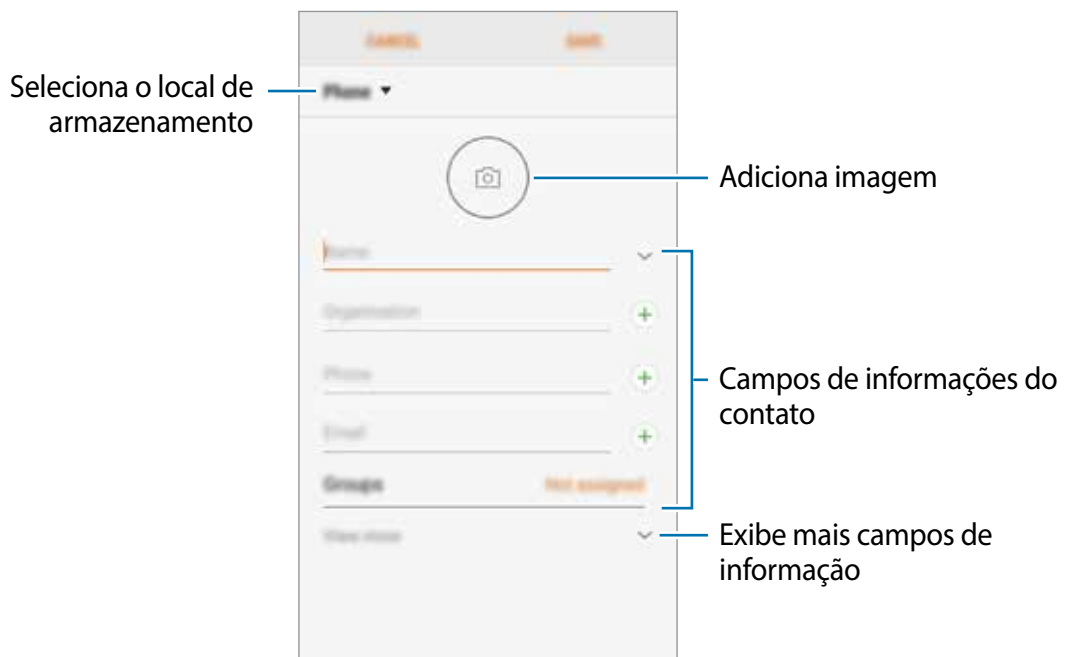 CANCEL
SAVE
Seleciona o local de
armazenamento
Phone
Adiciona imagem
Name
Organisation
Phone
Email
Campos de informações do
contato
Groups
Not assigned
View more
Exibe mais campos de
informação